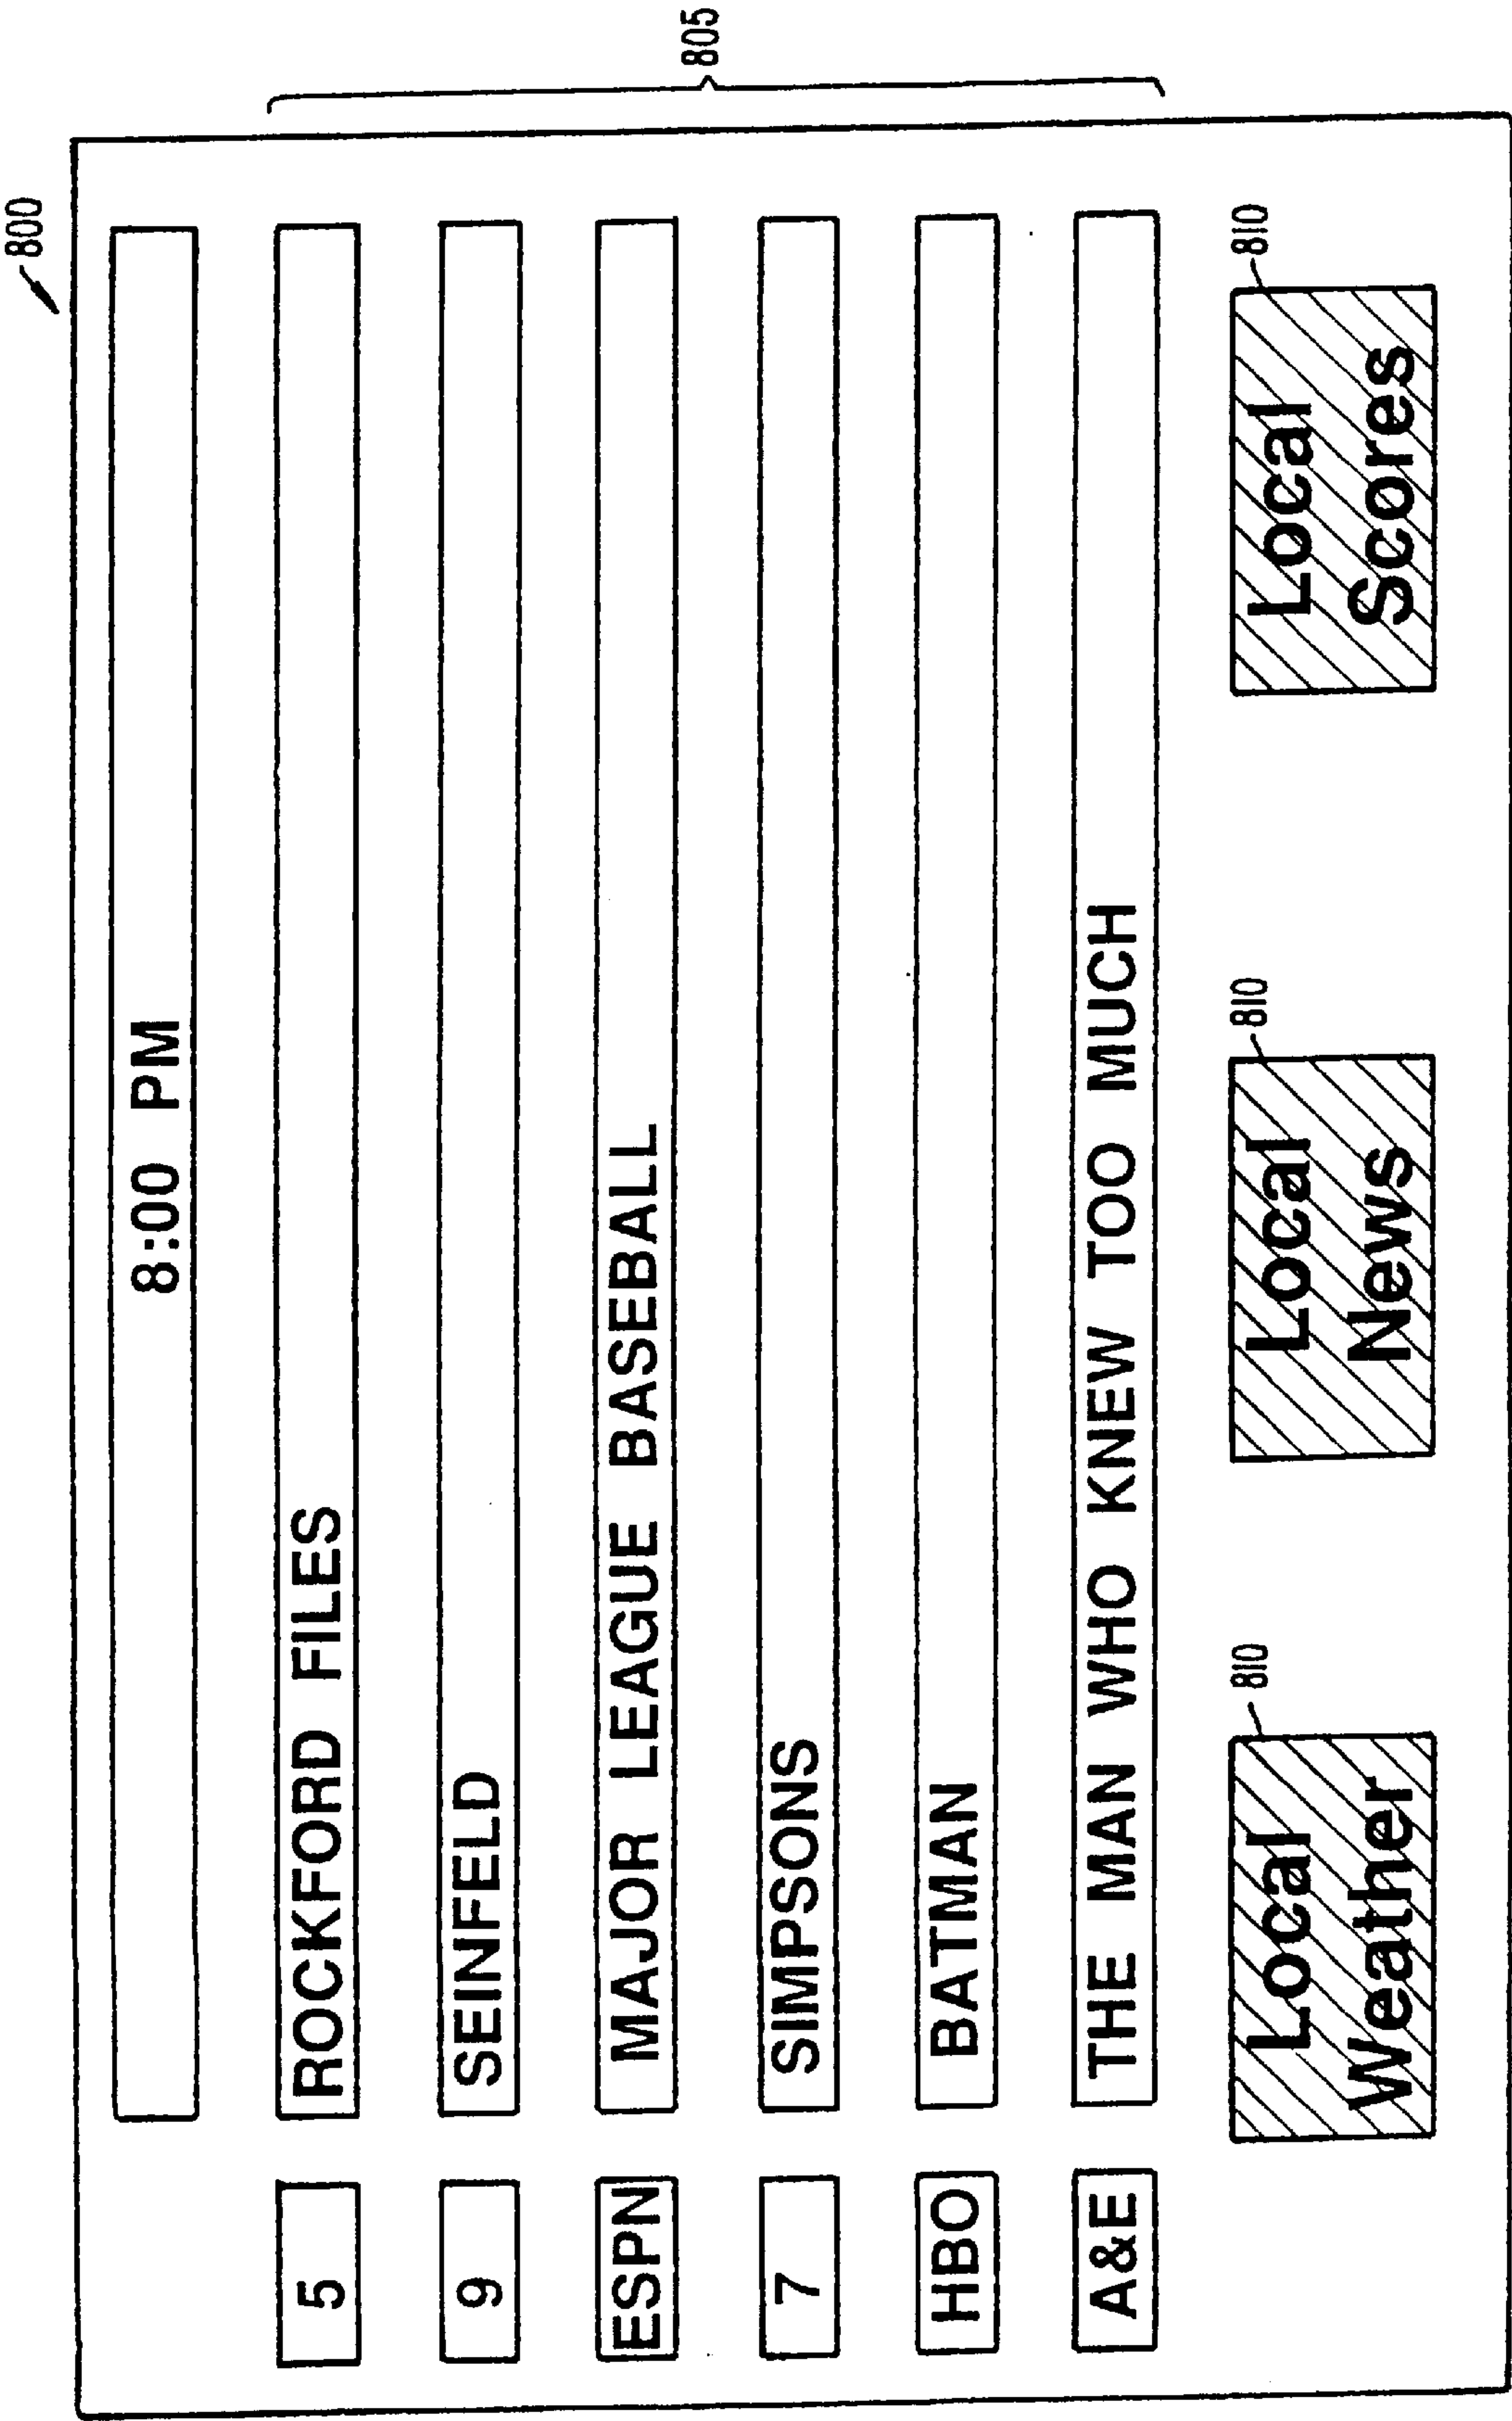 800
8:00 PM
805
5 ROCKFORD FILES
9 SEINFELD
ESPN MAJOR LEAGUE BASEBALL
7 SIMPSONS
HBO BATMAN
A&E THE MAN WHO KNEW TOO MUCH
810 810 810
Local Weather
Local News
Local Scores